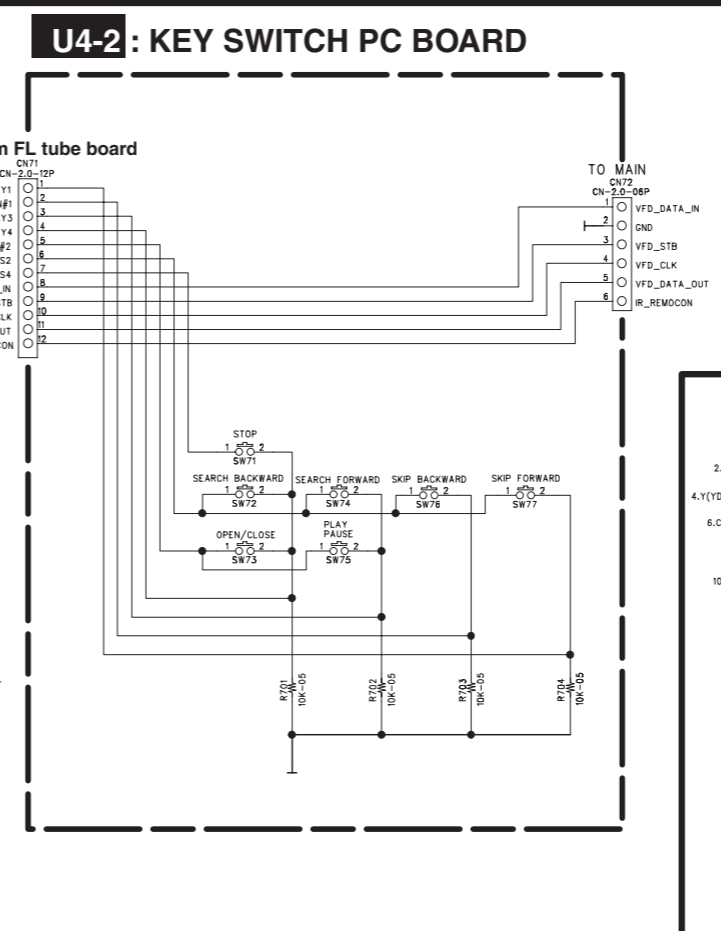 U4-2 : KEY SWITCH PC BOARD
m FL tube board
CN71
CN-2.0-12P
Y1 1
N#1 2
Y3 3
Y4 4
#2 5
S2 6
S4 7
_IN 8
STB 9
CLK 10
OUT 11
CON 12
TO MAIN
CN72
CN-2.0-06P
1 VFD_DATA_IN
2 GND
3 VFD_STB
4 VFD_CLK
5 VFD_DATA_OUT
6 IR_REMOCON
STOP
1 2
SW71
SEARCH BACKWARD SEARCH FORWARD SKIP BACKWARD SKIP FORWARD
1 2 1 2 1 2 1 2
SW72 SW74 SW76 SW77
OPEN/CLOSE PLAY
PAUSE
1 2 1 2
SW73 SW75
R701 10K-05
R702 10K-05
R703 10K-05
R704 10K-05
2.
4.Y(YD
6.C
10